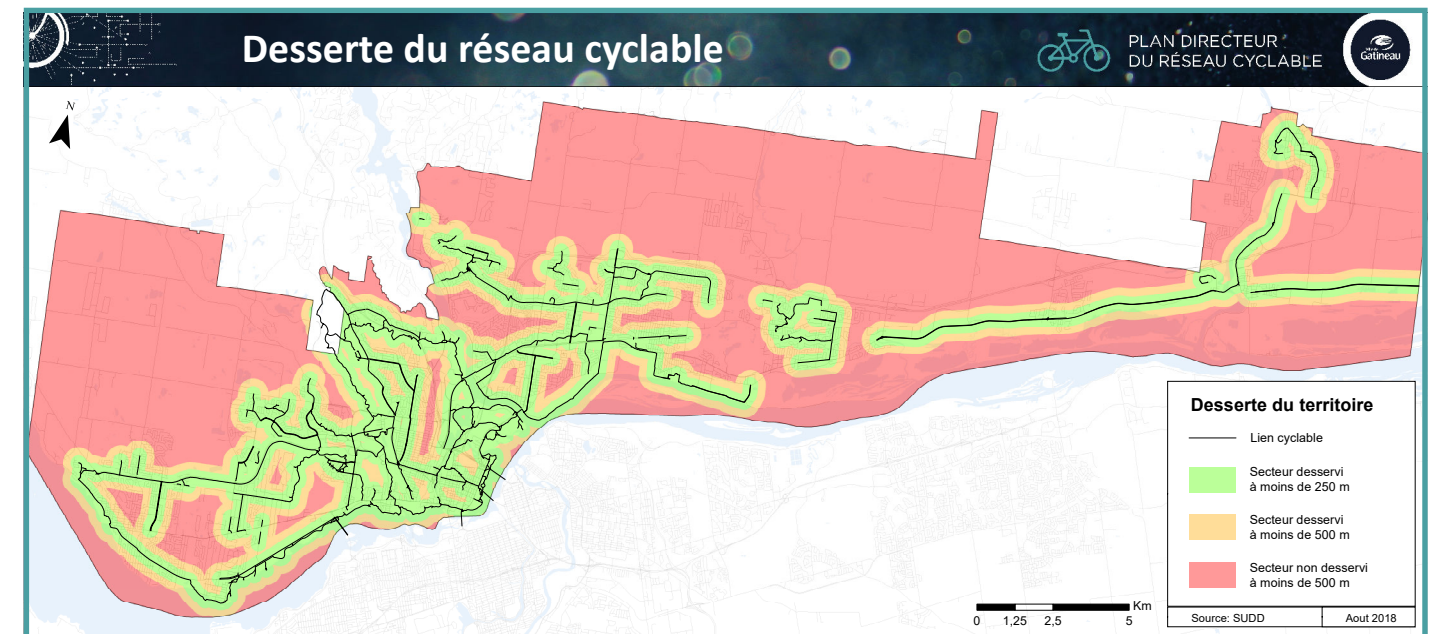 Desserte du réseau cyclable
PLAN DIRECTEUR
DU RÉSEAU CYCLABLE
Ville de
Gatineau
N
Desserte du territoire
Lien cyclable
Secteur desservi
à moins de 250 m
Secteur desservi
à moins de 500 m
Secteur non desservi
à moins de 500 m
Km
0 1,25 2,5 5
Source: SUDD
Aout 2018